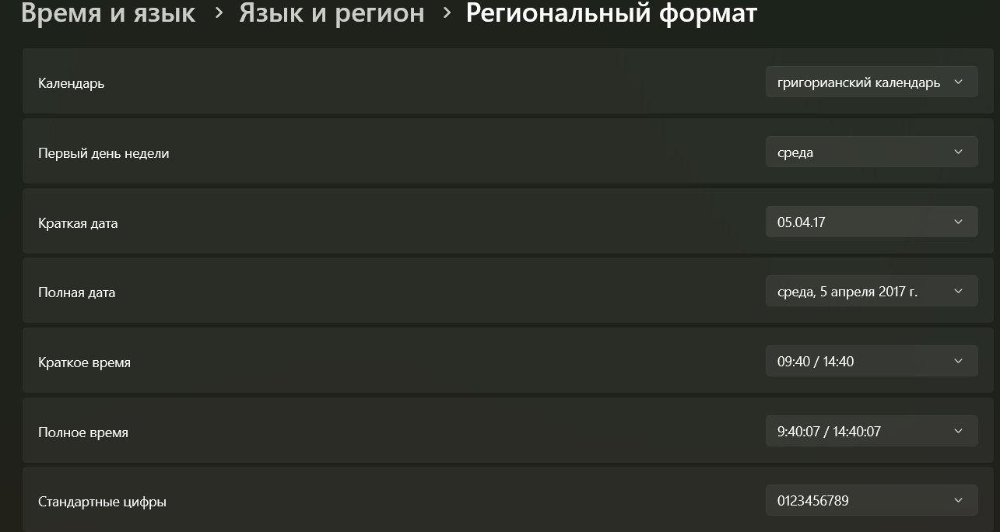 Время и язык > Язык и регион > Региональный формат
Календарь григорианский календарь
Первый день недели среда
Краткая дата 05.04.17
Полная дата среда, 5 апреля 2017 г.
Краткое время 09:40 / 14:40
Полное время 9:40:07 / 14:40:07
Стандартные цифры 0123456789